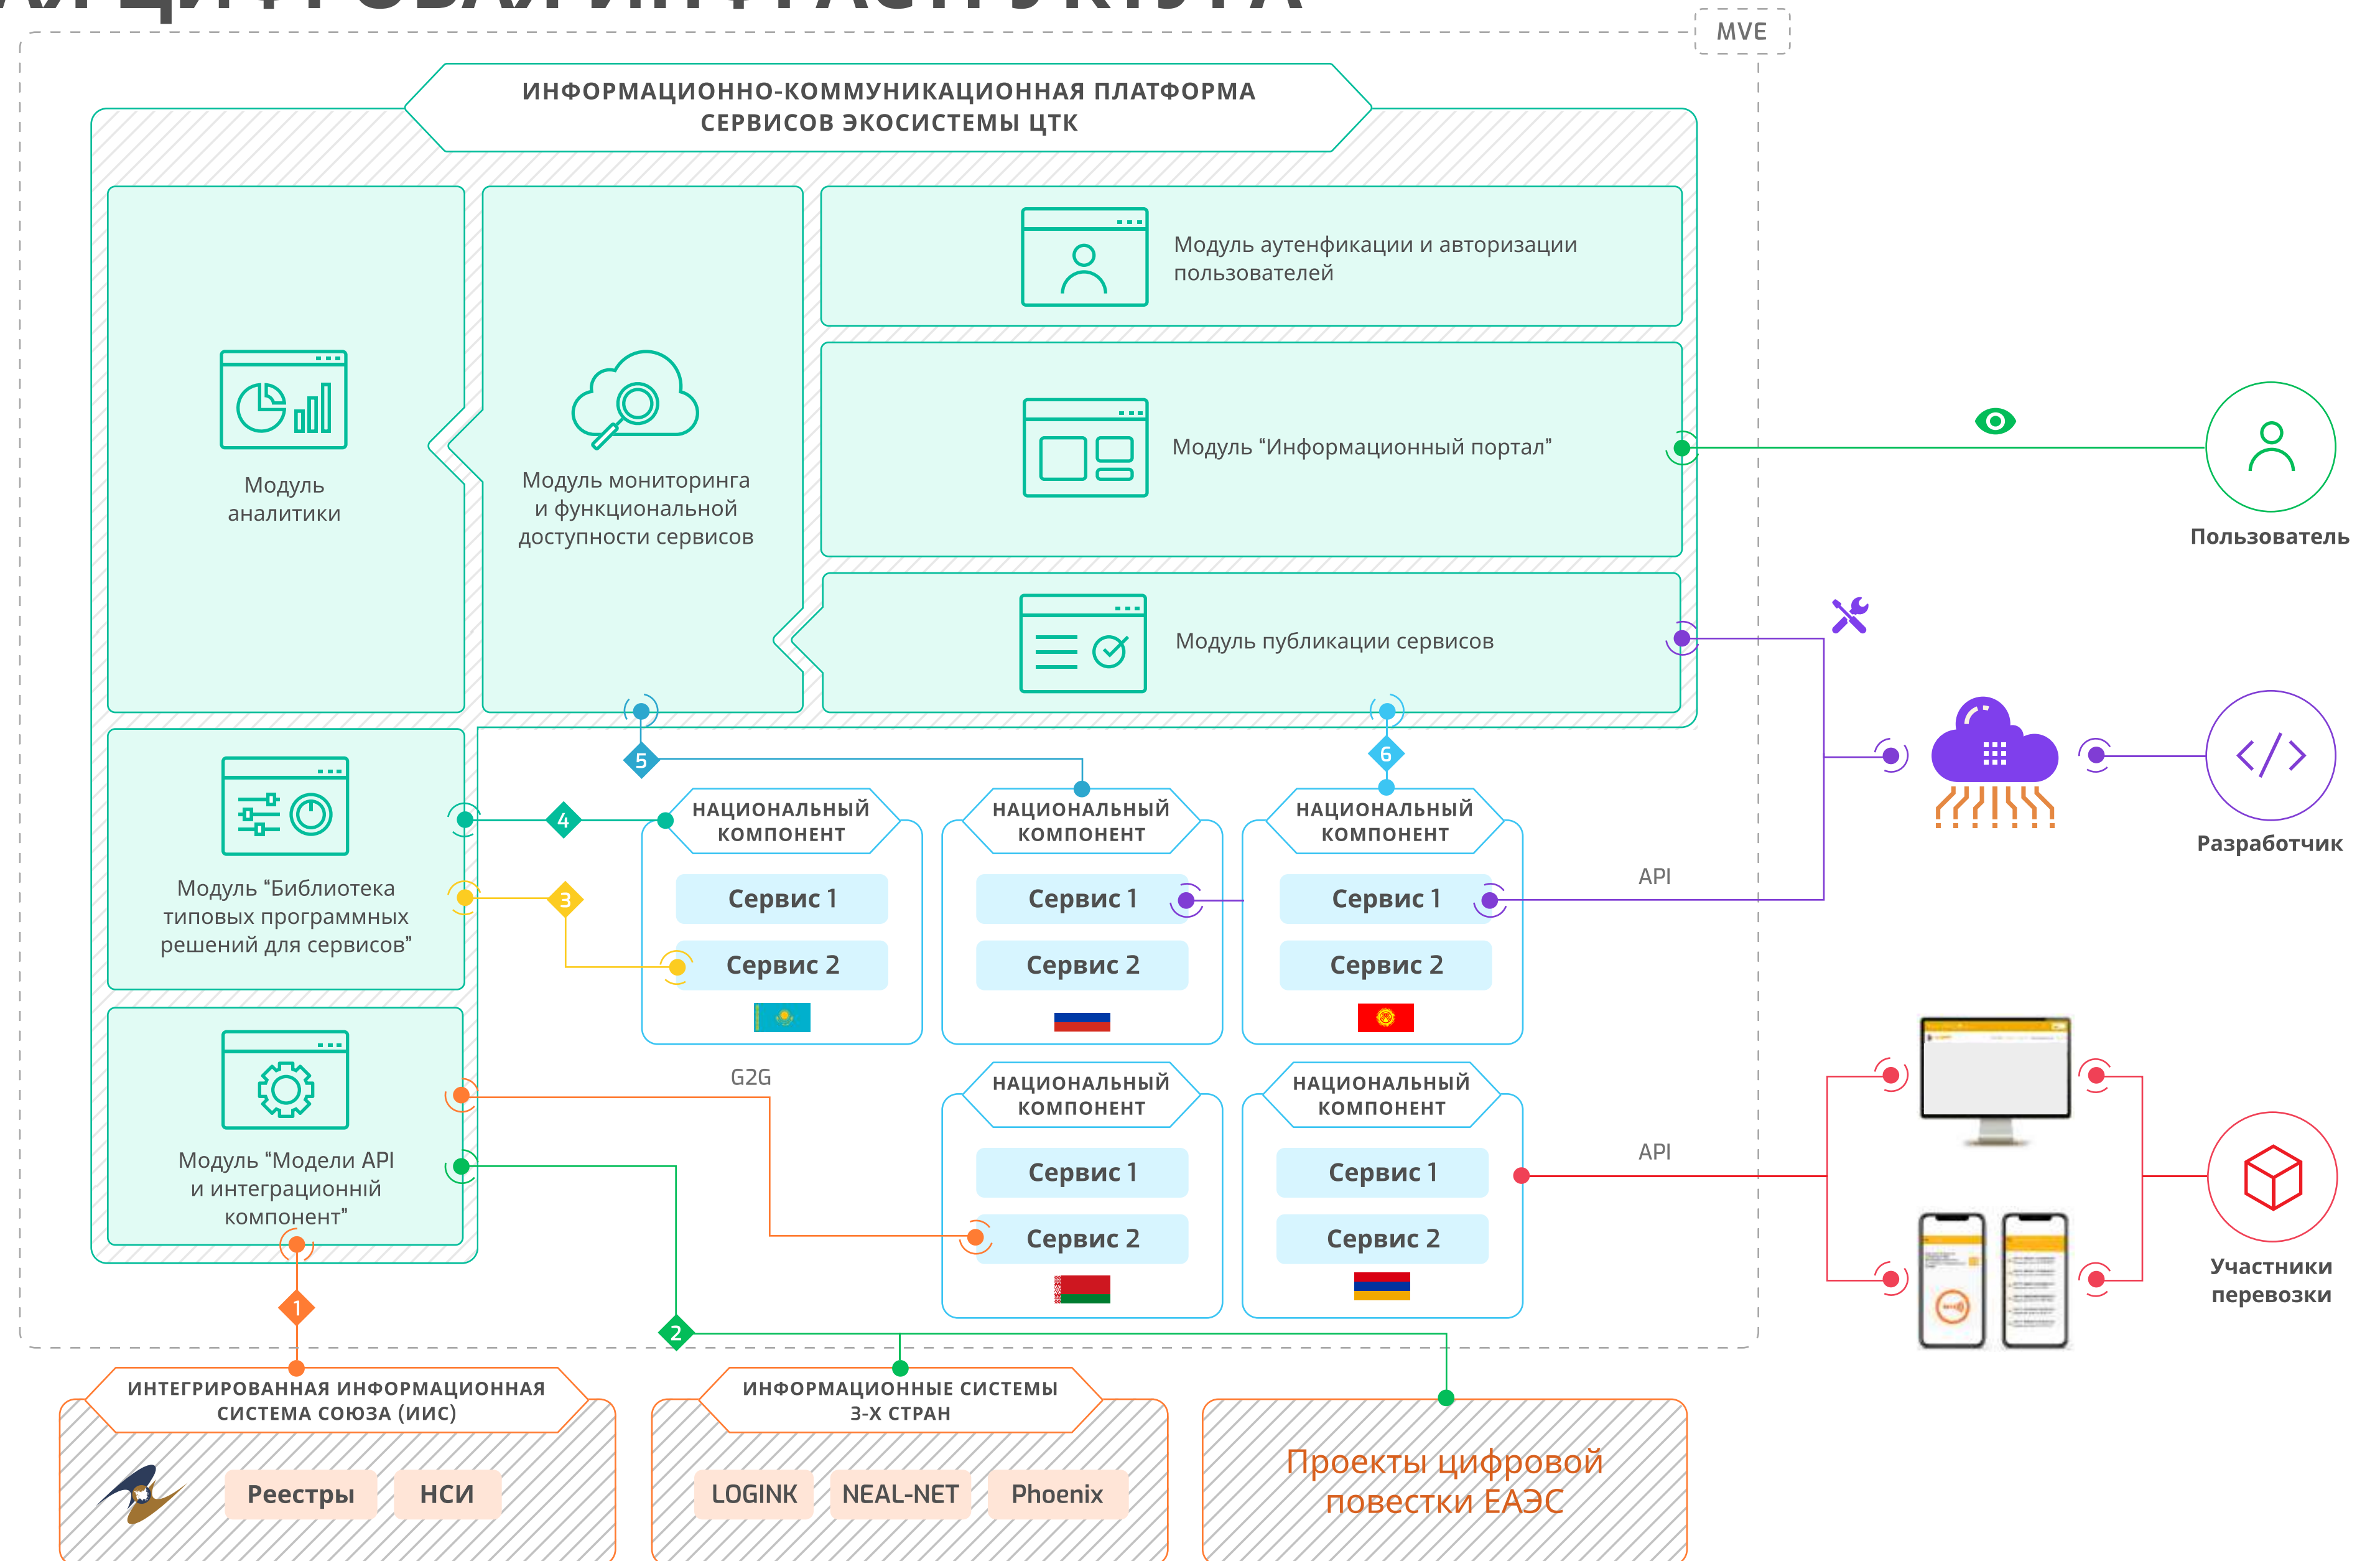 АЯ ЦИФРОВАЯ ИНФРАСТРУКТУРА
MVE
ИНФОРМАЦИОННО-КОММУНИКАЦИОННАЯ ПЛАТФОРМА
СЕРВИСОВ ЭКОСИСТЕМЫ ЦТК
Модуль аутенфикации и авторизации
пользователей
Модуль "Информационный портал"
Модуль
аналитики
Модуль мониторинга
и функциональной
доступности сервисов
Модуль публикации сервисов
Пользователь
Разработчик
5
6
4
3
НАЦИОНАЛЬНЫЙ
КОМПОНЕНТ
Сервис 1
Сервис 2
НАЦИОНАЛЬНЫЙ
КОМПОНЕНТ
Сервис 1
Сервис 2
НАЦИОНАЛЬНЫЙ
КОМПОНЕНТ
Сервис 1
Сервис 2
API
Модуль "Библиотека
типовых программных
решений для сервисов"
Модуль "Модели API
и интеграционній
компонент"
G2G
НАЦИОНАЛЬНЫЙ
КОМПОНЕНТ
Сервис 1
Сервис 2
НАЦИОНАЛЬНЫЙ
КОМПОНЕНТ
Сервис 1
Сервис 2
API
Участники
перевозки
1
2
ИНТЕГРИРОВАННАЯ ИНФОРМАЦИОННАЯ
СИСТЕМА СОЮЗА (ИИС)
Реестры
НСИ
ИНФОРМАЦИОННЫЕ СИСТЕМЫ
3-Х СТРАН
LOGINK
NEAL-NET
Phoenix
Проекты цифровой
повестки ЕАЭС